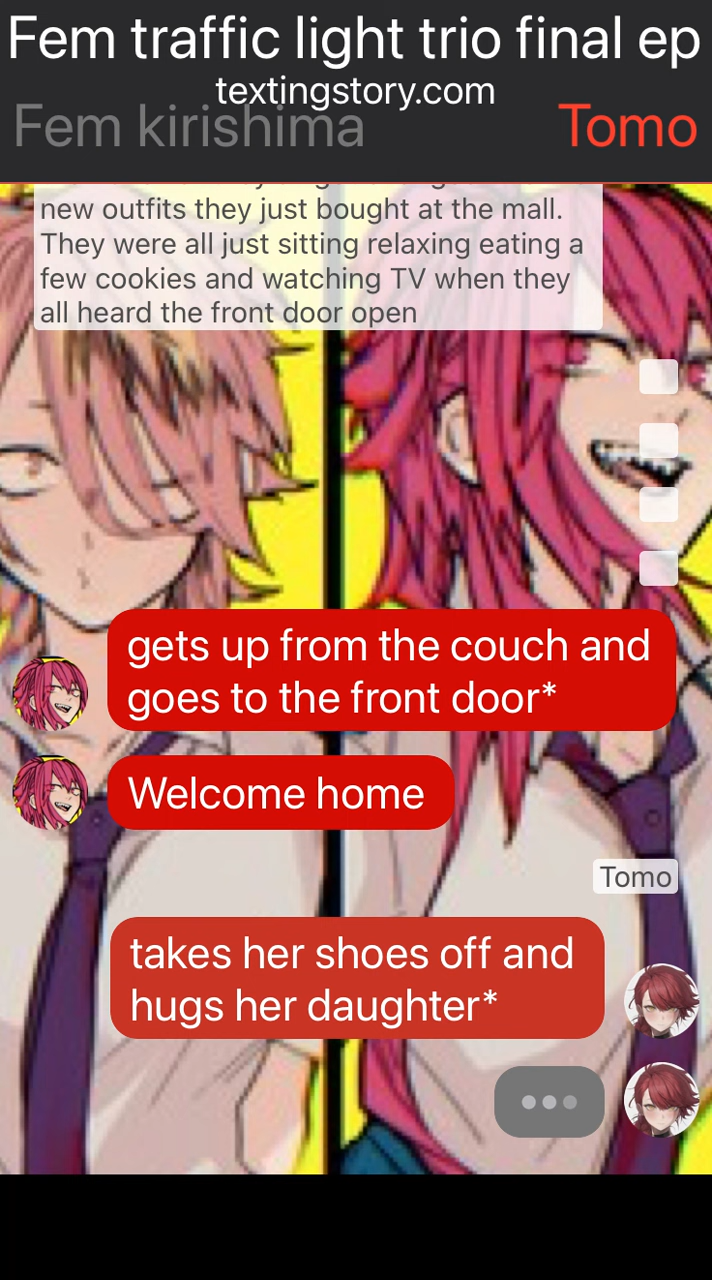 Fem traffic light trio final ep
textingstory.com
Fem kirishima
Tomo
new outfits they just bought at the mall.
They were all just sitting relaxing eating a
few cookies and watching TV when they
all heard the front door open
gets up from the couch and
goes to the front door*
Welcome home
Tomo
takes her shoes off and
hugs her daughter*